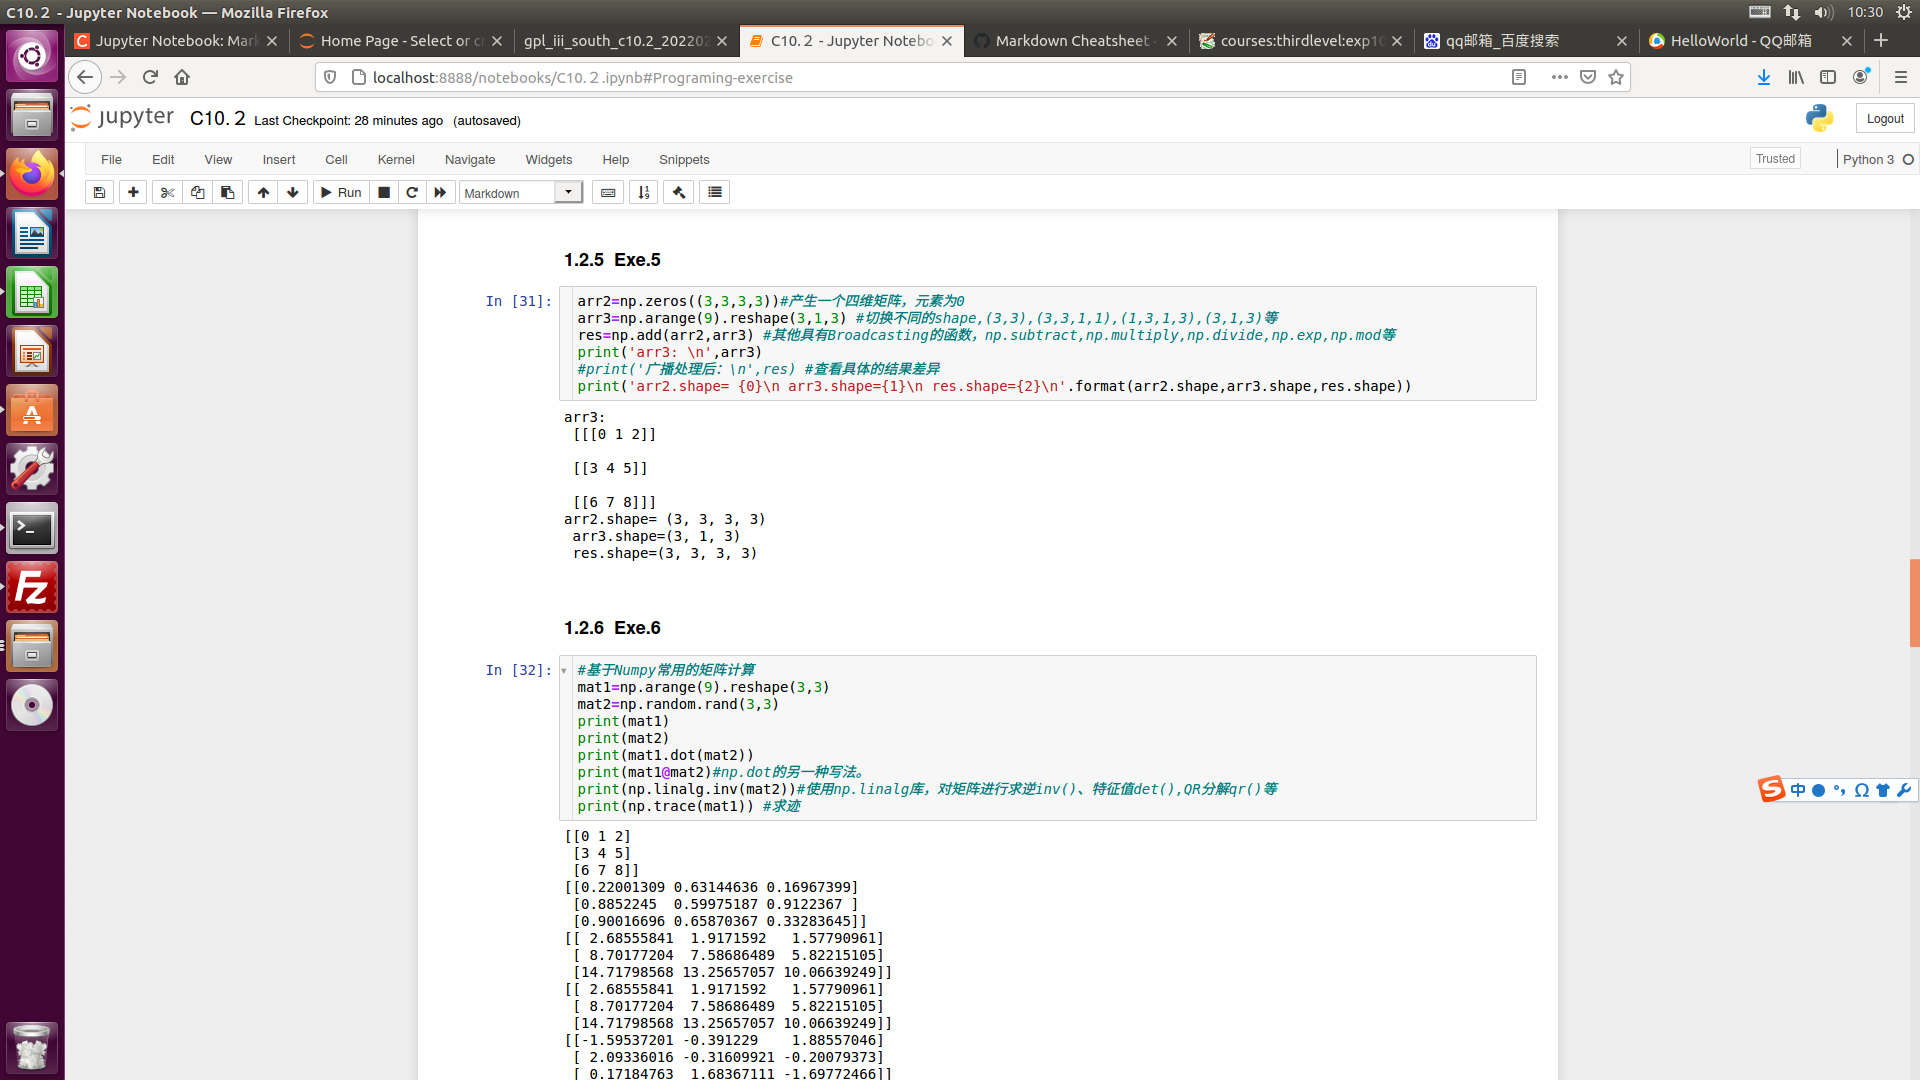 C10. 2 - Jupyter Notebook — Mozilla Firefox
10:30
Jupyter Notebook: Mar
Home Page - Select or c
gpl_iii_south_c10.2_20220
C10. 2 - Jupyter Notebo
Markdown Cheatsheet
courses:thirdlevel:exp10
qq邮箱_百度搜索
HelloWorld - QQ邮箱
localhost:8888/notebooks/C10. 2 .ipynb#Programing-exercise
jupyter C10. 2 Last Checkpoint: 28 minutes ago (autosaved)
Logout
File Edit View Insert Cell Kernel Navigate Widgets Help Snippets
Trusted
Python 3 O
Run
Markdown
1.2.5 Exe.5
In [31]:
arr2=np.zeros((3,3,3,3))#产生一个四维矩阵，元素为0
arr3=np.arange(9).reshape(3,1,3) #切换不同的shape,(3,3),(3,3,1,1),(1,3,1,3),(3,1,3)等
res=np.add(arr2,arr3) #其他具有Broadcasting的函数，np.subtract,np.multiply,np.divide,np.exp,np.mod等
print('arr3: \n',arr3)
#print('广播处理后：\n',res) #查看具体的结果差异
print('arr2.shape= {0}\n arr3.shape={1}\n res.shape={2}\n'.format(arr2.shape,arr3.shape,res.shape))
arr3:
[[[0 1 2]]
[[3 4 5]]
[[6 7 8]]]
arr2.shape= (3, 3, 3, 3)
arr3.shape=(3, 1, 3)
res.shape=(3, 3, 3, 3)
1.2.6 Exe.6
In [32]:
#基于Numpy常用的矩阵计算
mat1=np.arange(9).reshape(3,3)
mat2=np.random.rand(3,3)
print(mat1)
print(mat2)
print(mat1.dot(mat2))
print(mat1@mat2)#np.dot的另一种写法。
print(np.linalg.inv(mat2))#使用np.linalg库，对矩阵进行求逆inv()、特征值det(),QR分解qr()等
print(np.trace(mat1)) #求迹
[[0 1 2]
[3 4 5]
[6 7 8]]
[[0.22001309 0.63144636 0.16967399]
[0.8852245 0.59975187 0.9122367 ]
[0.90016696 0.65870367 0.33283645]]
[[ 2.68555841 1.9171592 1.57790961]
[ 8.70177204 7.58686489 5.82215105]
[14.71798568 13.25657057 10.06639249]]
[[ 2.68555841 1.9171592 1.57790961]
[ 8.70177204 7.58686489 5.82215105]
[14.71798568 13.25657057 10.06639249]]
[[-1.59537201 -0.391229 1.88557046]
[ 2.09336016 -0.31609921 -0.20079373]
[ 0.17184763 1.68367111 -1.69772466]]
中